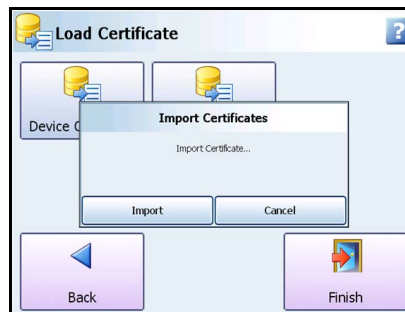 Load Certificate
?
Device
Import Certificates
Import Certificate...
Import
Cancel
Back
Finish